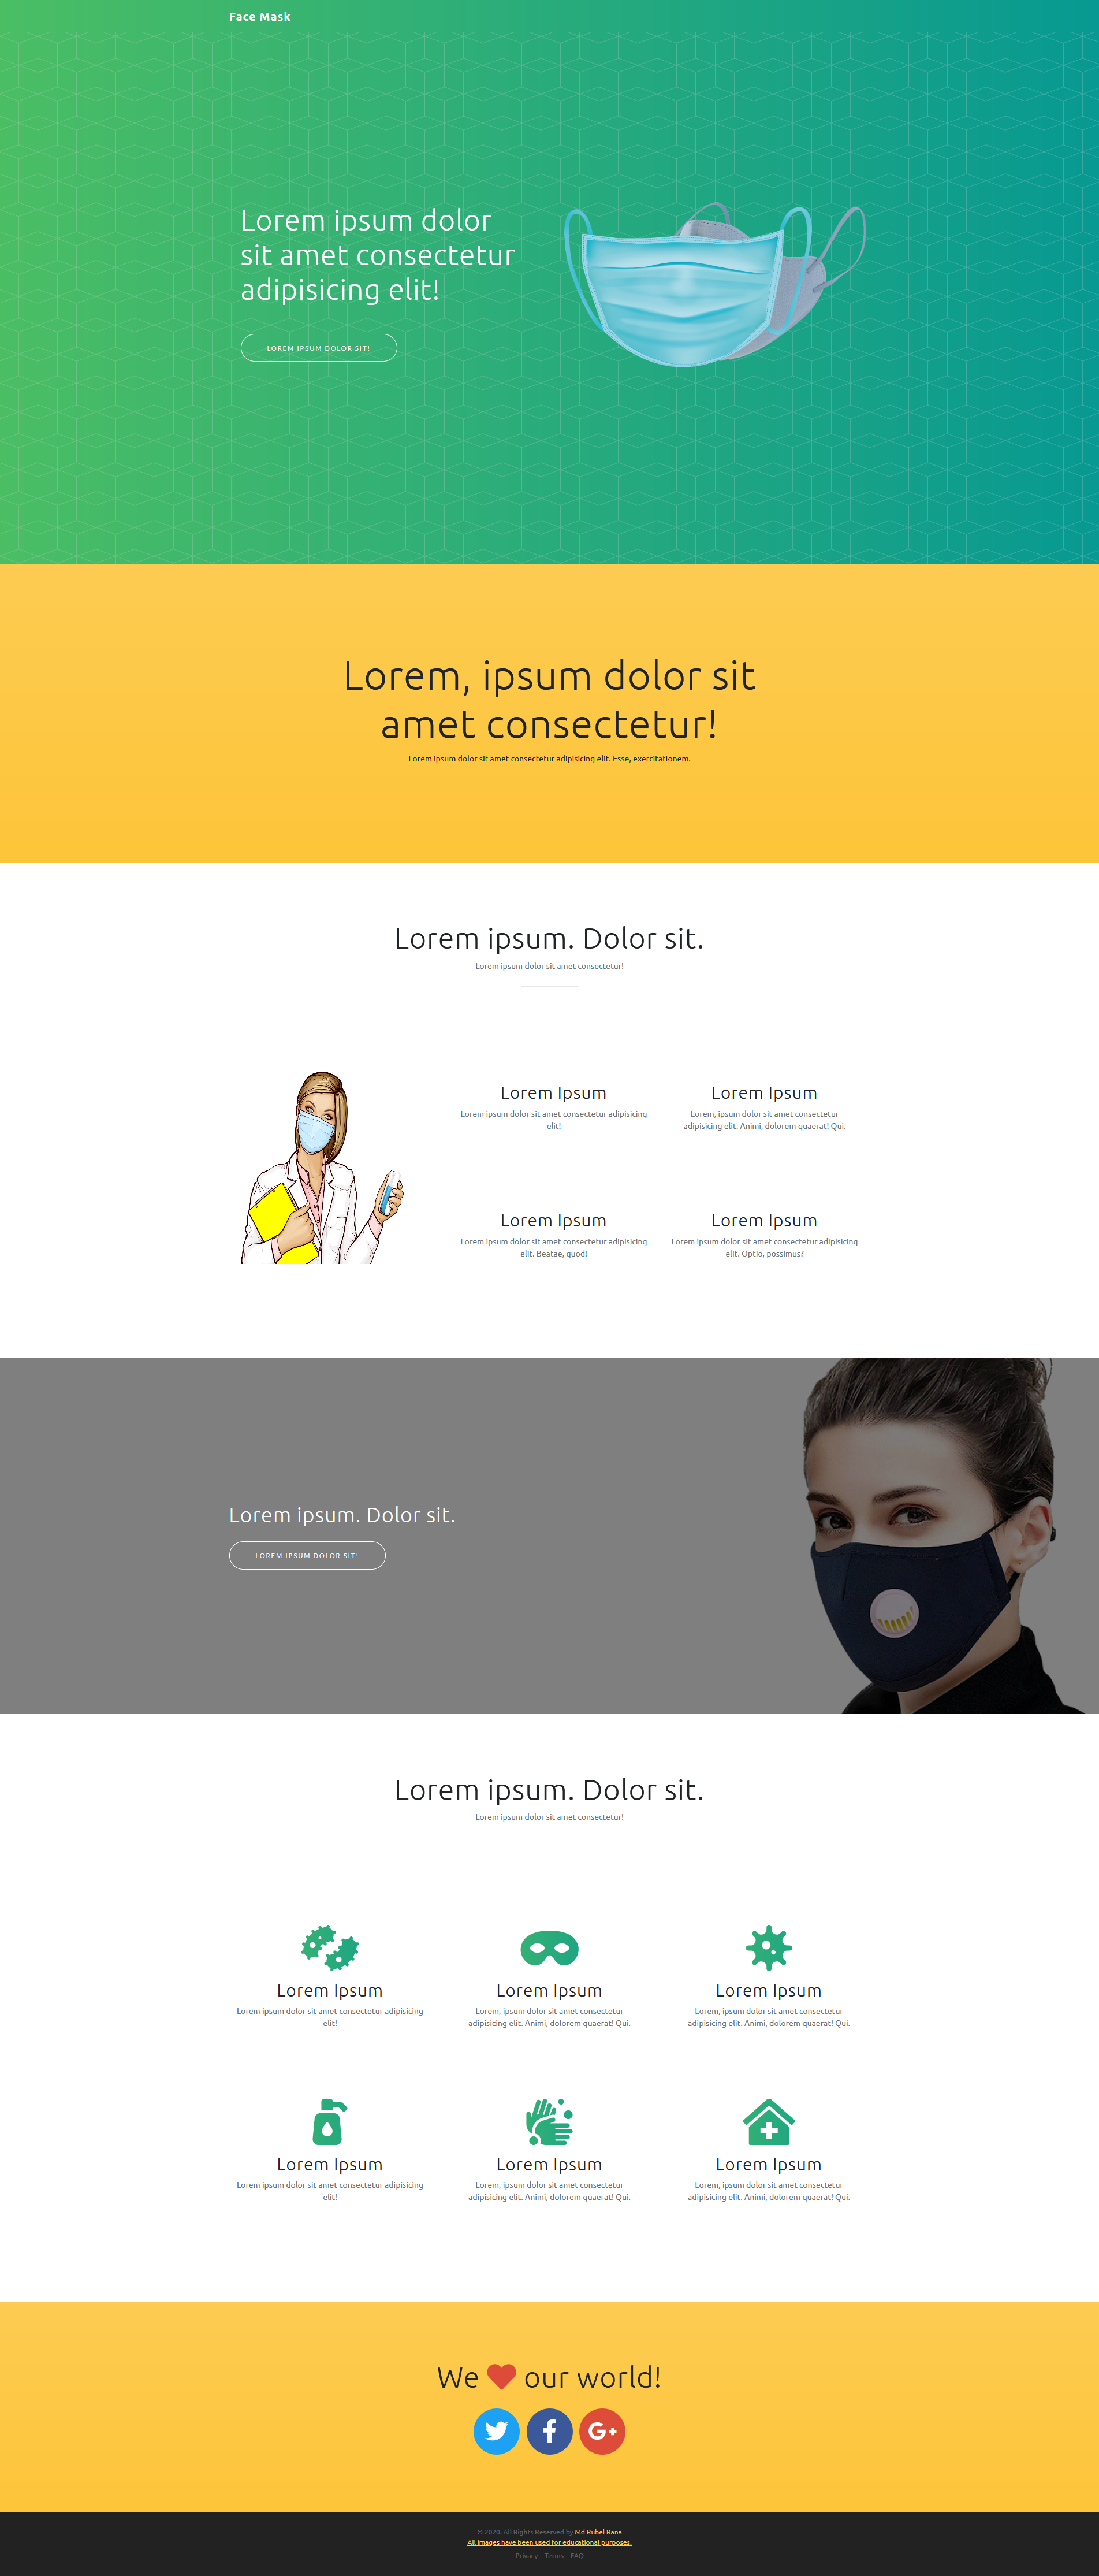 Face Mask
Lorem ipsum dolor
sit amet consectetur
adipisicing elit!
LOREM IPSUM DOLOR SIT!
Lorem, ipsum dolor sit
amet consectetur!
Lorem ipsum dolor sit amet consectetur adipisicing elit. Esse, exercitationem.
Lorem ipsum. Dolor sit.
Lorem ipsum dolor sit amet consectetur!
Lorem Ipsum
Lorem ipsum dolor sit amet consectetur adipisicing
elit!
Lorem Ipsum
Lorem, ipsum dolor sit amet consectetur
adipisicing elit. Animi, dolorem quaerat! Qui.
Lorem Ipsum
Lorem ipsum dolor sit amet consectetur adipisicing
elit. Beatae, quod!
Lorem Ipsum
Lorem ipsum dolor sit amet consectetur adipisicing
elit. Optio, possimus?
Lorem ipsum. Dolor sit.
LOREM IPSUM DOLOR SIT!
Lorem ipsum. Dolor sit.
Lorem ipsum dolor sit amet consectetur!
Lorem Ipsum
Lorem ipsum dolor sit amet consectetur adipisicing
elit!
Lorem Ipsum
Lorem, ipsum dolor sit amet consectetur
adipisicing elit. Animi, dolorem quaerat! Qui.
Lorem Ipsum
Lorem, ipsum dolor sit amet consectetur
adipisicing elit. Animi, dolorem quaerat! Qui.
Lorem Ipsum
Lorem ipsum dolor sit amet consectetur adipisicing
elit!
Lorem Ipsum
Lorem, ipsum dolor sit amet consectetur
adipisicing elit. Animi, dolorem quaerat! Qui.
Lorem Ipsum
Lorem, ipsum dolor sit amet consectetur
adipisicing elit. Animi, dolorem quaerat! Qui.
We our world!
© 2020. All Rights Reserved by Md Rubel Rana
All images have been used for educational purposes.
Privacy Terms FAQ